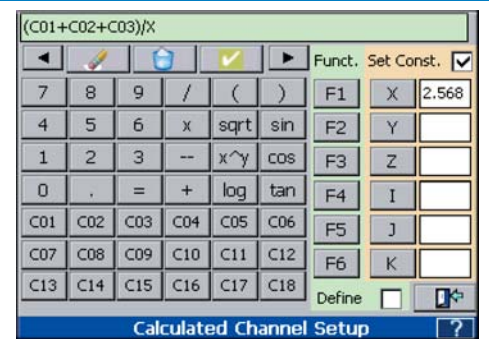 (C01+C02+C03)/X
Funct. Set Const.
7 8 9 / ( ) F1 X 2.568
4 5 6 x sqrt sin F2 Y
1 2 3 -- x^y cos F3 Z
0 . = + log tan F4 I
C01 C02 C03 C04 C05 C06 F5 J
C07 C08 C09 C10 C11 C12 F6 K
C13 C14 C15 C16 C17 C18 Define
Calculated Channel Setup ?